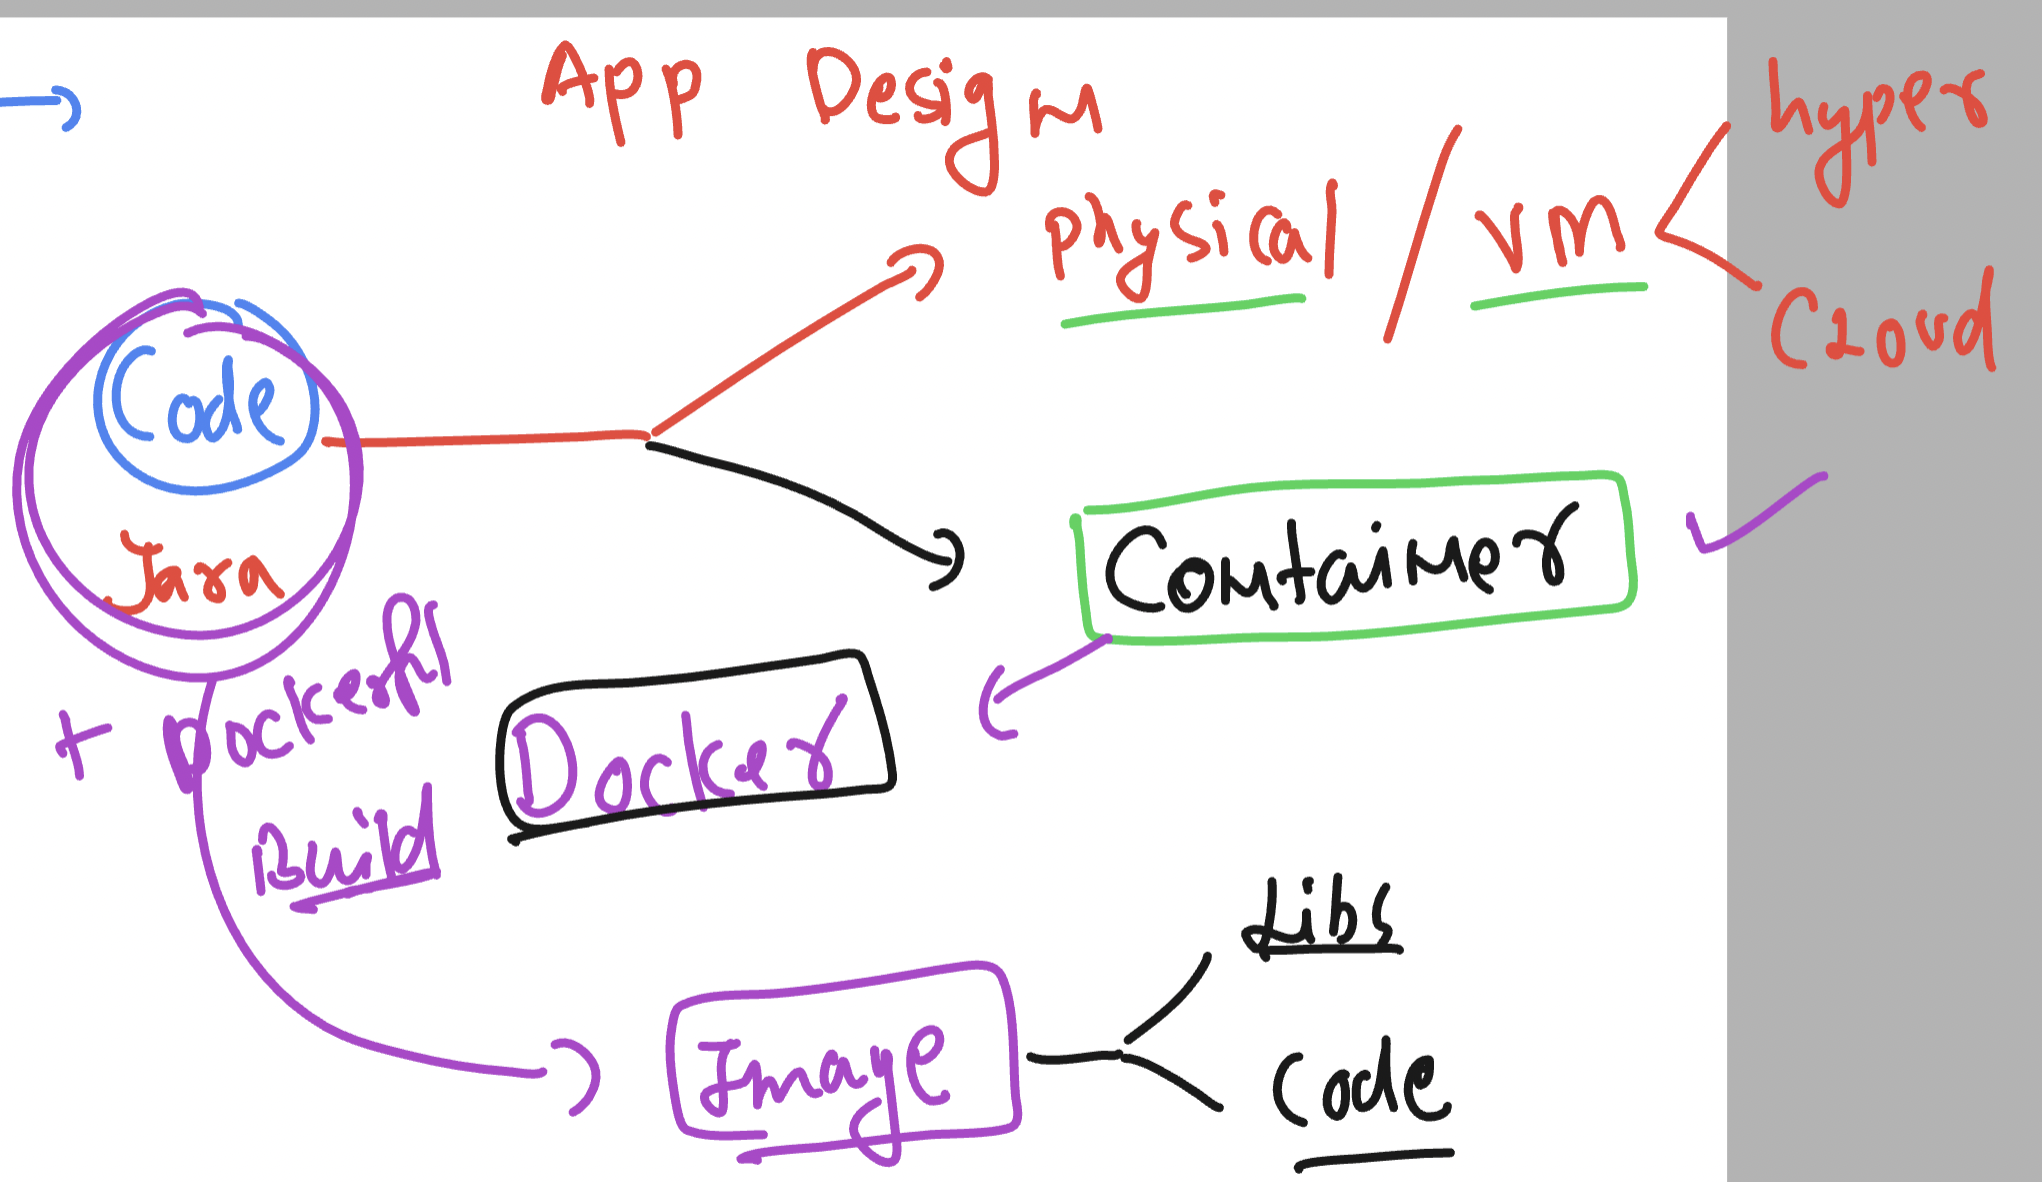 App Design
hyper
physical / VM
Cloud
Code
Container
Java
+ Dockerfil
Docker
Build
Libs
Image
Code